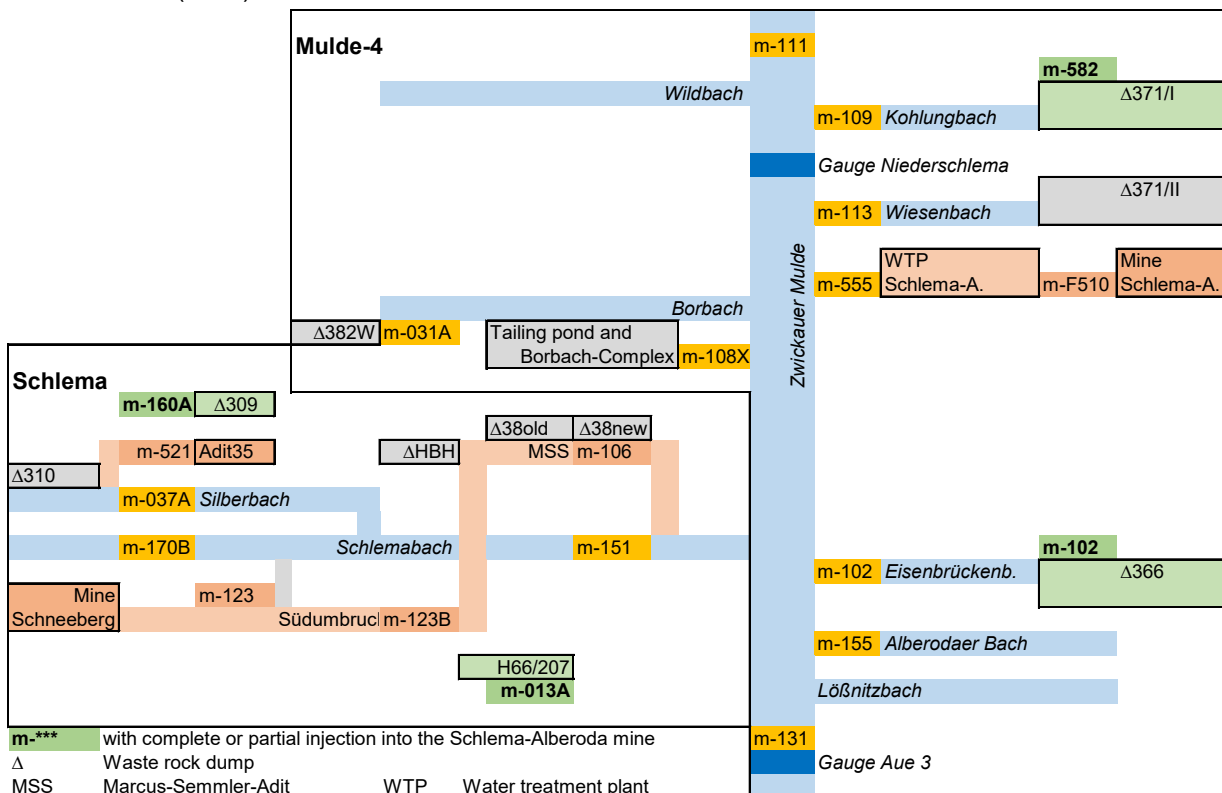 Mulde-4
m-111
m-582
Wildbach
Δ371/I
m-109 Kohlungbach
Gauge Niederschlema
Δ371/II
m-113 Wiesenbach
Zwickauer Mulde
WTP
Schlema-A.
Mine
Schlema-A.
m-555
m-F510
Borbach
Δ382W m-031A
Tailing pond and
Borbach-Complex m-108X
Schlema
m-160A Δ309
Δ38old Δ38new
m-521 Adit35
ΔHBH
MSS m-106
Δ310
m-037A Silberbach
m-170B
Schlemabach
m-151
m-102
m-102 Eisenbrückenb.
Δ366
Mine
Schneeberg
m-123
Südumbruch
m-123B
m-155 Alberodaer Bach
H66/207
m-013A
Lößnitzbach
m-*** with complete or partial injection into the Schlema-Alberoda mine
m-131
Δ Waste rock dump
Gauge Aue 3
MSS Marcus-Semmler-Adit WTP Water treatment plant